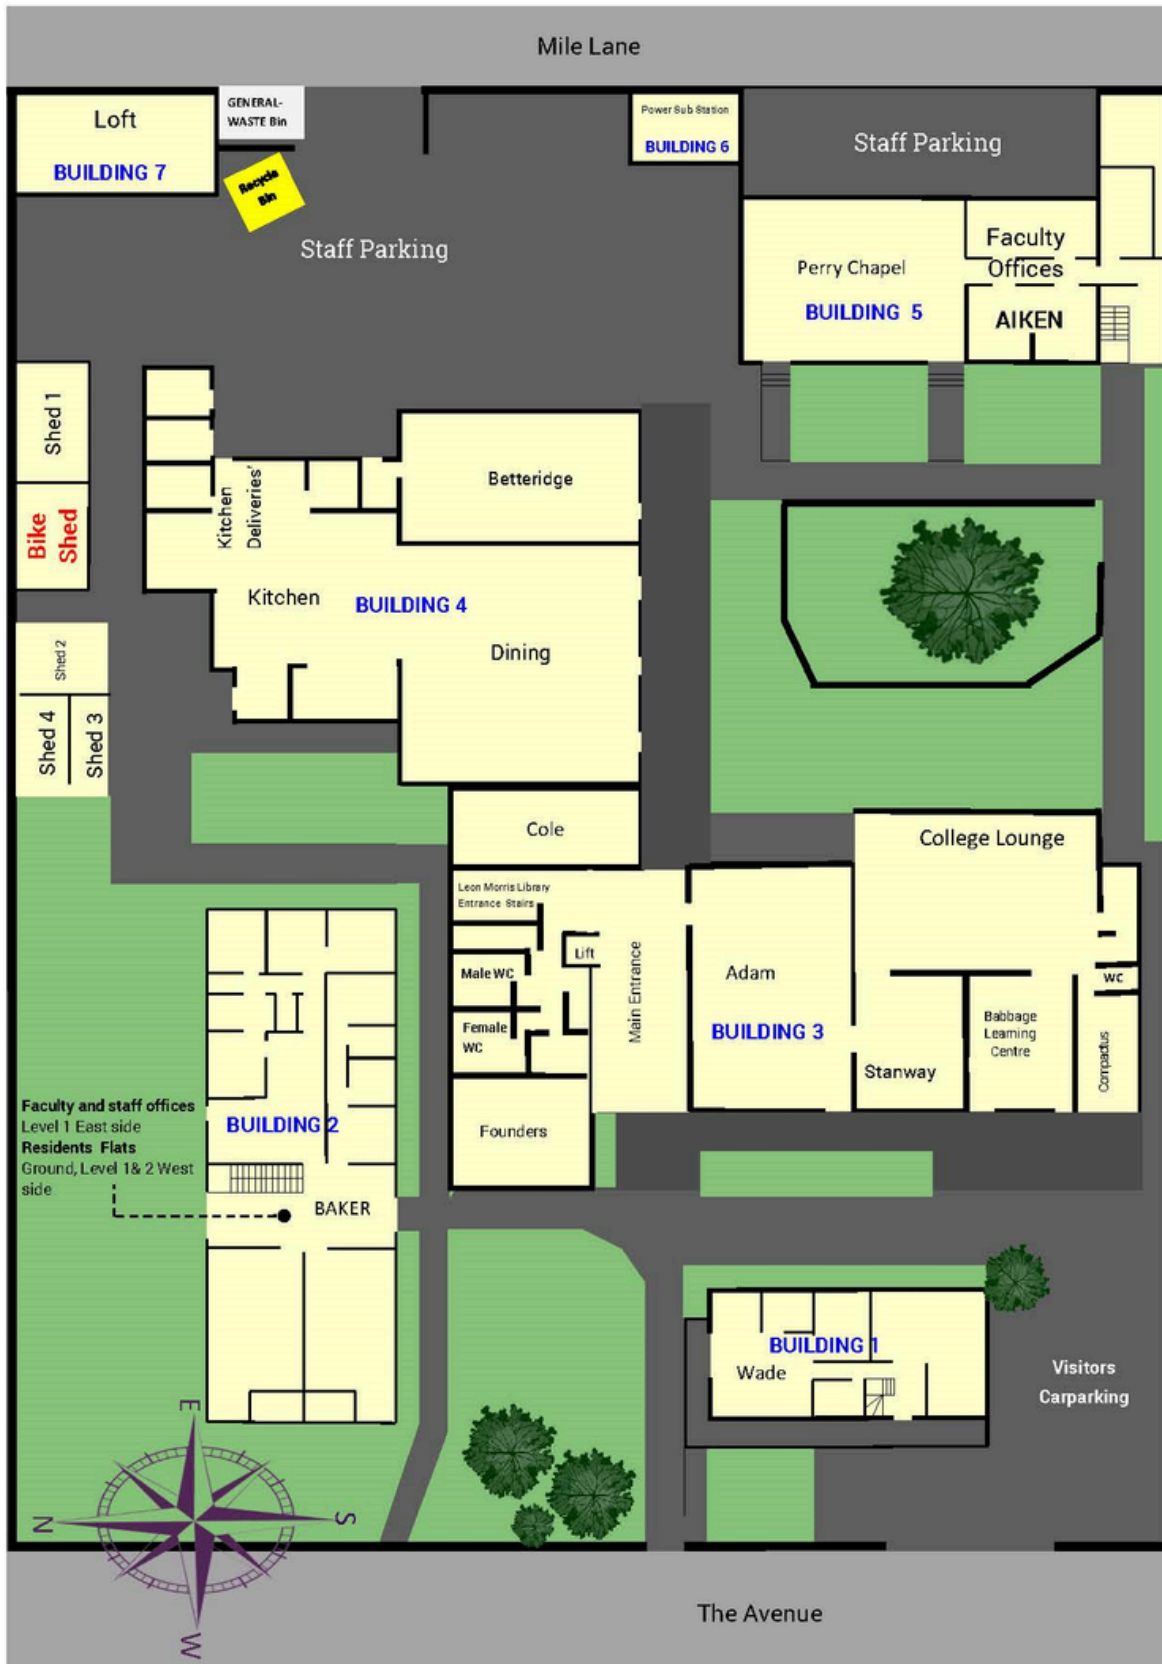 Mile Lane
Loft
BUILDING 7
GENERAL-
WASTE Bin
Recycle
Bin
Staff Parking
Power Sub Station
BUILDING 6
Staff Parking
Perry Chapel
BUILDING 5
Faculty
Offices
AIKEN
Shed 1
Bike
Shed
Shed 2
Shed 4
Shed 3
Kitchen
Deliveries'
Kitchen
BUILDING 4
Betteridge
Dining
Cole
Leon Morris Library
Entrance Stairs
Lift
Male WC
Female
WC
Main Entrance
Founders
Adam
BUILDING 3
College Lounge
Stanway
Babbage
Learning
Centre
WC
Compactus
Faculty and staff offices
Level 1 East side
Residents Flats
Ground, Level 1& 2 West
side
BUILDING 2
BAKER
BUILDING 1
Wade
Visitors
Carparking
E
N
S
W
The Avenue